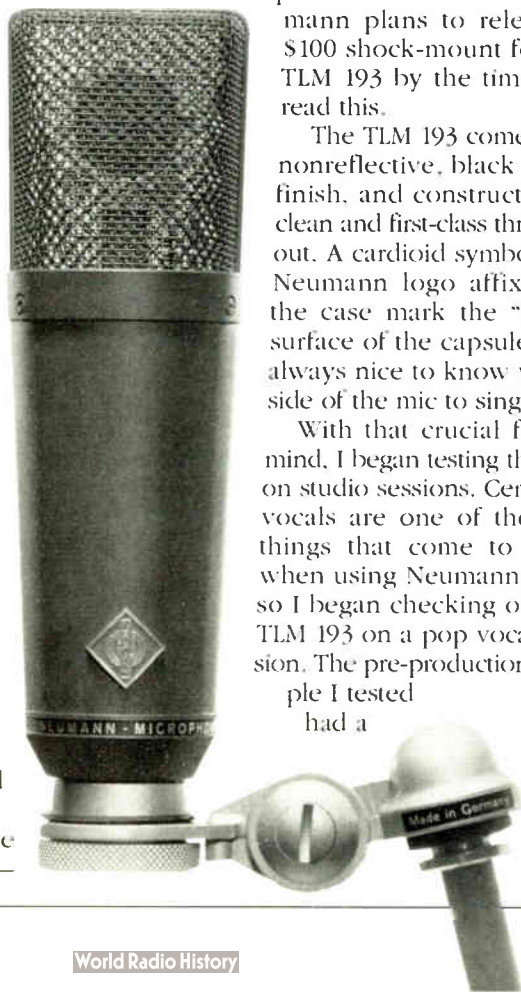 mann plans to rele
$100 shock-mount f
TLM 193 by the tim
read this.
The TLM 193 come
nonreflective, black
finish, and construct
clean and first-class thr
out. A cardioid symb
Neumann logo affix
the case mark the "
surface of the capsule
always nice to know
side of the mic to sing
With that crucial f
mind, I began testing th
on studio sessions. Cer
vocals are one of the
things that come to
when using Neumann
so I began checking o
TLM 193 on a pop voca
sion. The pre-production
ple I tested
had a
NEUMANN - MICROPH
Made in Germany
World Radio History